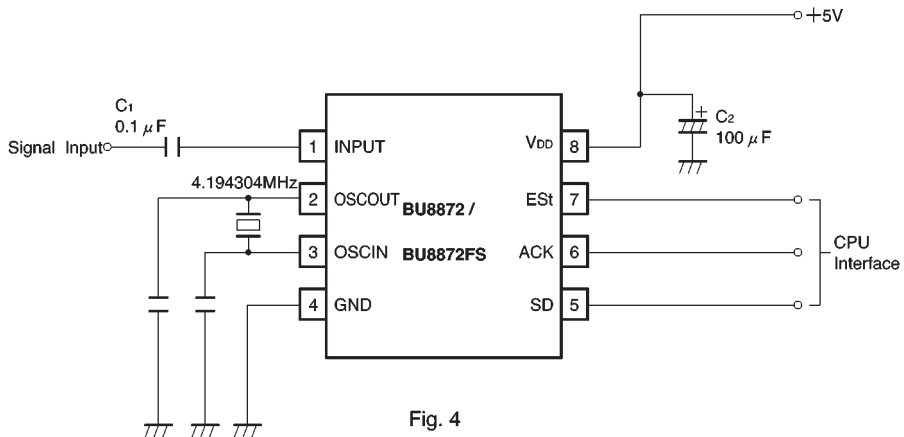 +5V
C1
0.1 μF
Signal Input
1 INPUT
VDD 8
C2
100 μF
+
4.194304MHz
2 OSCOUT
BU8872 /
ESt 7
3 OSCIN
BU8872FS
ACK 6
CPU
Interface
4 GND
SD 5
Fig. 4